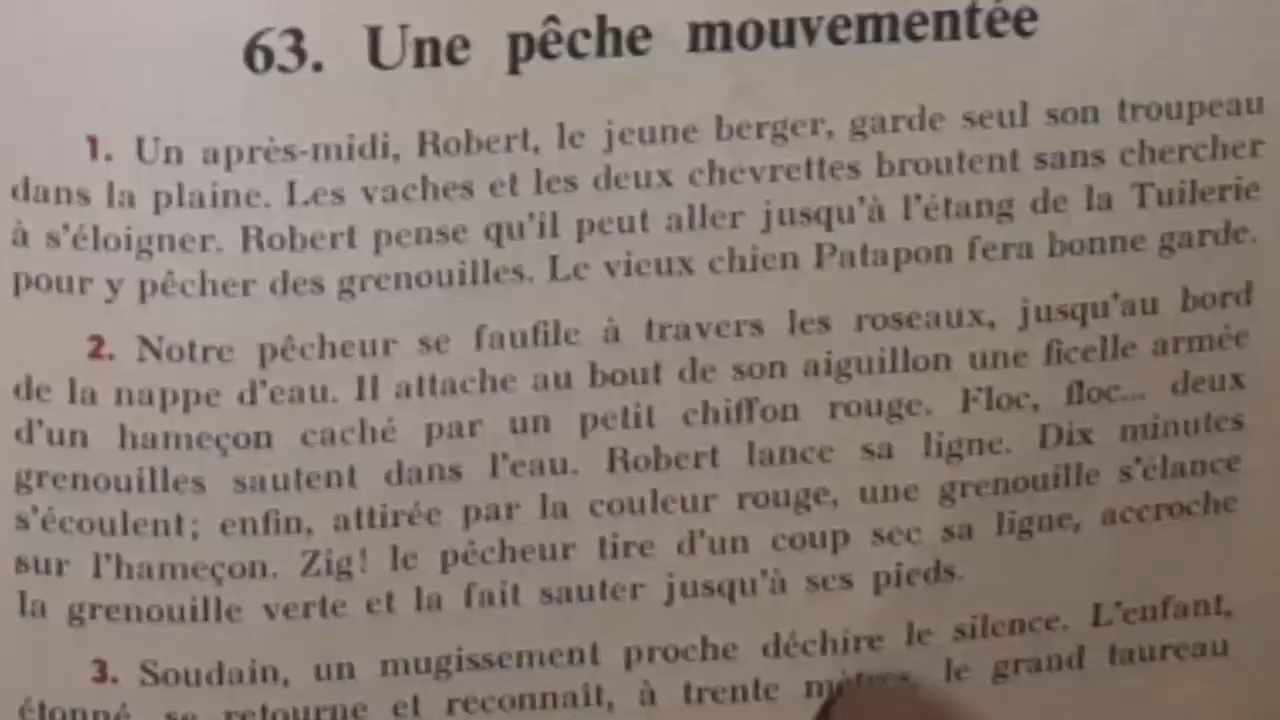 63. Une pêche mouvementée
1. Un après-midi, Robert, le jeune berger, garde seul son troupeau
dans la plaine. Les vaches et les deux chevrettes broutent sans chercher
à s'éloigner. Robert pense qu'il peut aller jusqu'à l'étang de la Tuilerie
pour y pêcher des grenouilles. Le vieux chien Patapon fera bonne garde.
2. Notre pêcheur se faufile à travers les roseaux, jusqu'au bord
de la nappe d'eau. Il attache au bout de son aiguillon une ficelle armée
d'un hameçon caché par un petit chiffon rouge. Floc, floc... deux
grenouilles sautent dans l'eau. Robert lance sa ligne. Dix minutes
s'écoulent; enfin, attirée par la couleur rouge, une grenouille s'élance
sur l'hameçon. Zig! le pêcheur tire d'un coup sec sa ligne, accroche
la grenouille verte et la fait sauter jusqu'à ses pieds.
3. Soudain, un mugissement proche déchire le silence. L'enfant,
étonné, se retourne et reconnaît, à trente mètres, le grand taureau